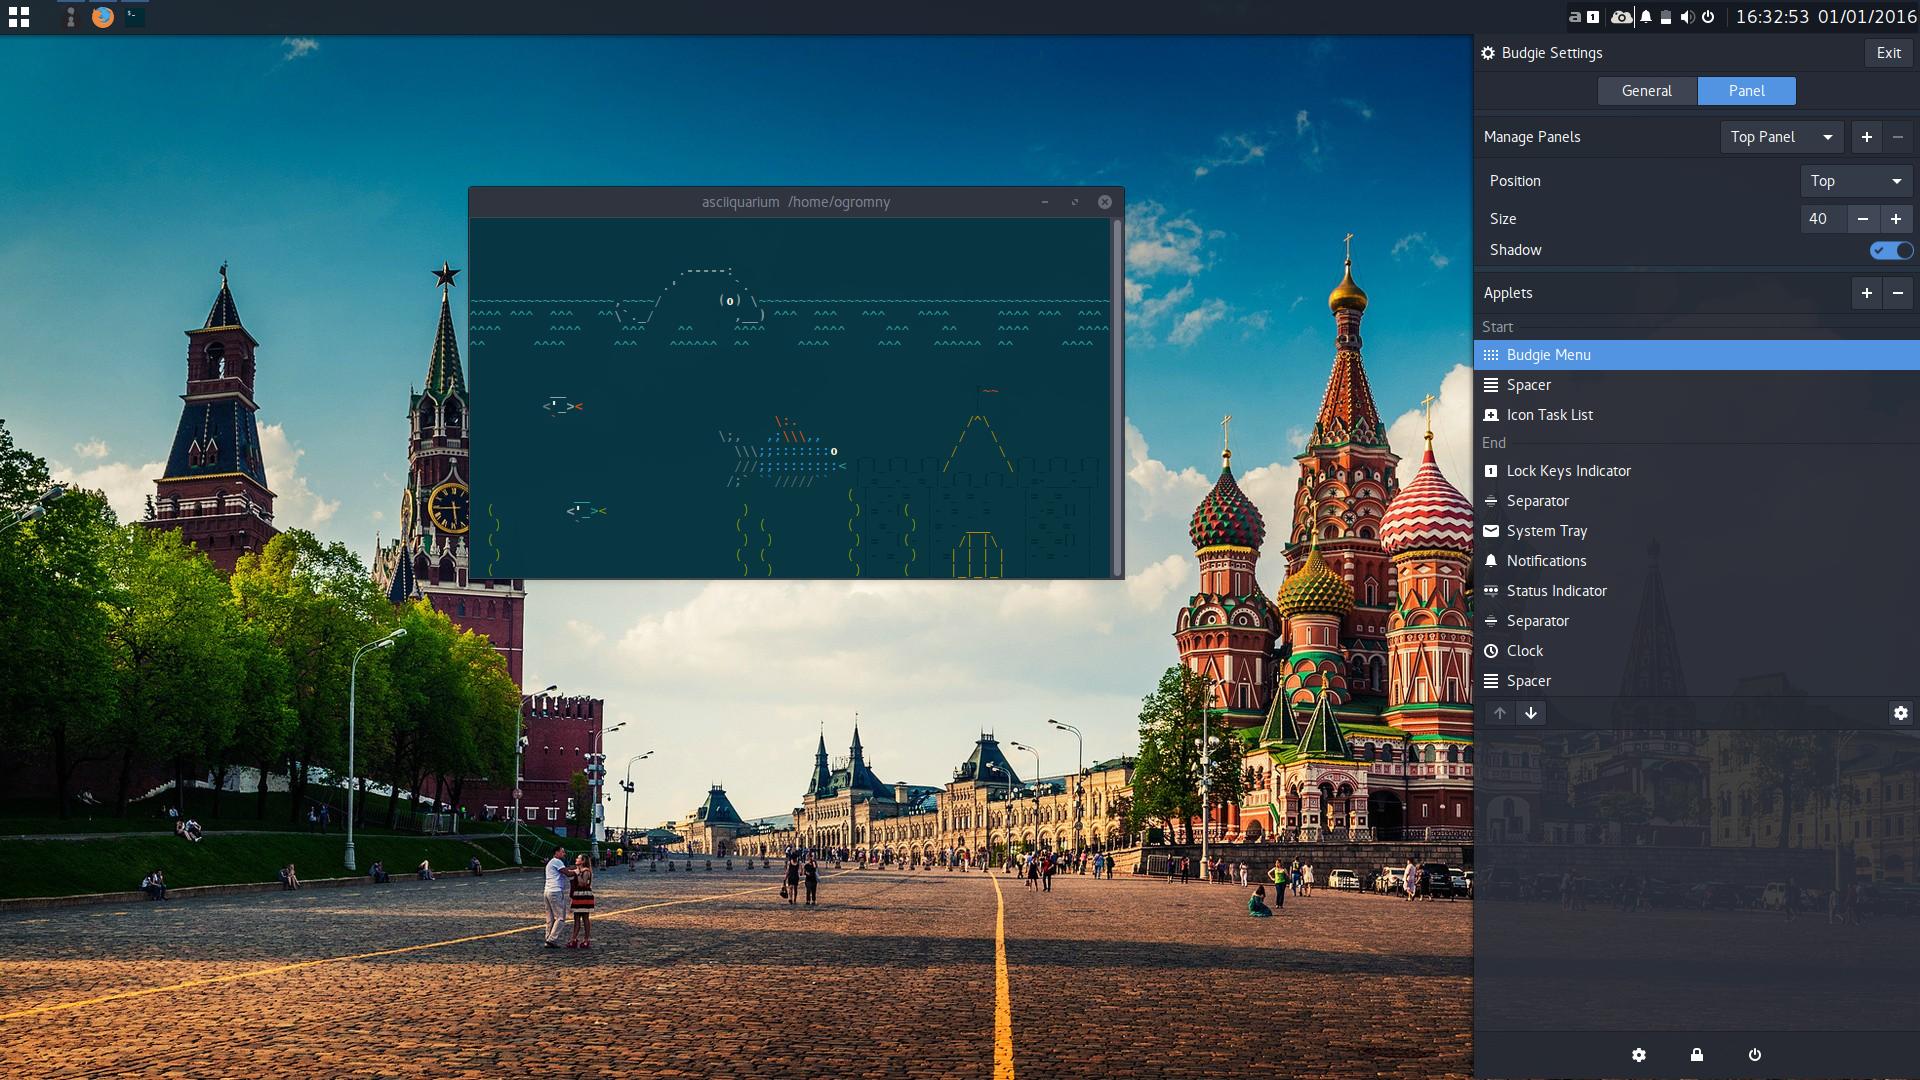 a 1 16:32:53 01/01/2016
Budgie Settings Exit
General Panel
Manage Panels Top Panel + −
Position Top
asciiquarium /home/ogromny
Size 40 − +
Shadow
Applets + −
Start
Budgie Menu
Spacer
Icon Task List
End
1 Lock Keys Indicator
Separator
System Tray
Notifications
Status Indicator
Separator
Clock
Spacer